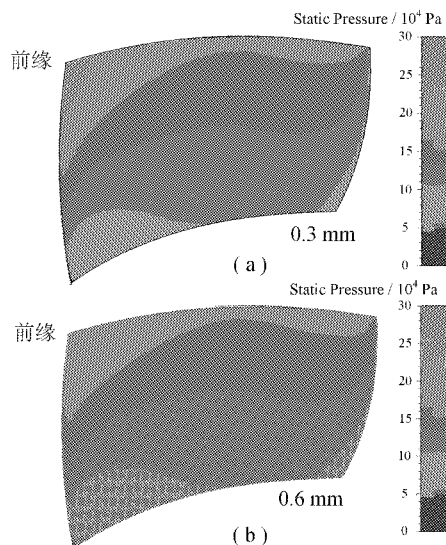 Static Pressure / 10⁴ Pa
前缘
30
25
20
15
10
5
0
0.3 mm
( a )
Static Pressure / 10⁴ Pa
前缘
30
25
20
15
10
5
0
0.6 mm
( b )